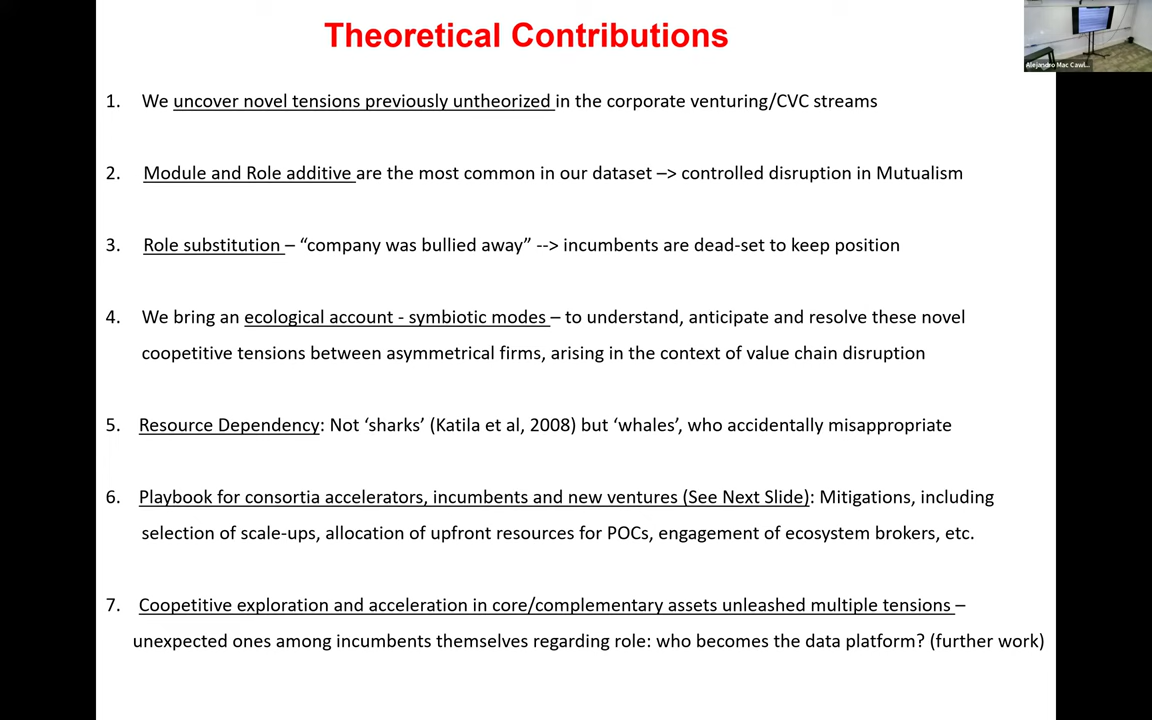 Theoretical Contributions
1. We uncover novel tensions previously untheorized in the corporate venturing/CVC streams
2. Module and Role additive are the most common in our dataset –> controlled disruption in Mutualism
3. Role substitution – “company was bullied away” --> incumbents are dead-set to keep position
4. We bring an ecological account - symbiotic modes – to understand, anticipate and resolve these novel
coopetitive tensions between asymmetrical firms, arising in the context of value chain disruption
5. Resource Dependency: Not ‘sharks’ (Katila et al, 2008) but ‘whales’, who accidentally misappropriate
6. Playbook for consortia accelerators, incumbents and new ventures (See Next Slide): Mitigations, including
selection of scale-ups, allocation of upfront resources for POCs, engagement of ecosystem brokers, etc.
7. Coopetitive exploration and acceleration in core/complementary assets unleashed multiple tensions –
unexpected ones among incumbents themselves regarding role: who becomes the data platform? (further work)
Alejandro Mac Cawl...